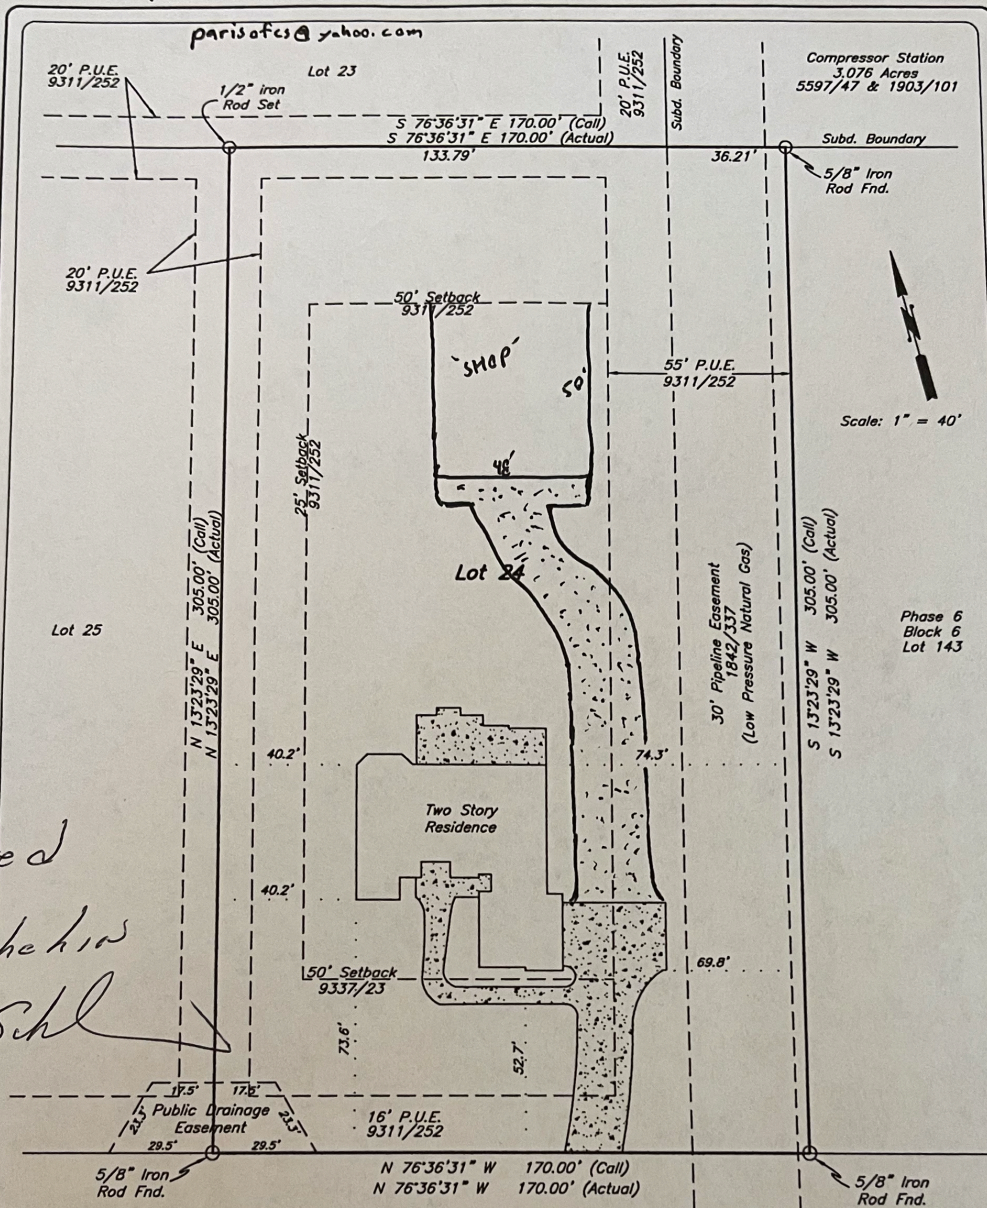 parisofcs@yahoo.com
20' P.U.E.
9311/252
Lot 23
1/2" iron
Rod Set
20' P.U.E.
9311/252
Subd. Boundary
Compressor Station
3.076 Acres
5597/47 & 1903/101
S 76°36'31" E 170.00' (Call)
S 76°36'31" E 170.00' (Actual)
133.79'
36.21'
Subd. Boundary
5/8" Iron
Rod Fnd.
20' P.U.E.
9311/252
50' Setback
9311/252
"SHOP"
50'
48'
55' P.U.E.
9311/252
Scale: 1" = 40'
25' Setback
9311/252
N 13°23'29" E 305.00' (Call)
N 13°23'29" E 305.00' (Actual)
Lot 24
Lot 25
30' Pipeline Easement
1842/337
(Low Pressure Natural Gas)
S 13°23'29" W 305.00' (Call)
S 13°23'29" W 305.00' (Actual)
Phase 6
Block 6
Lot 143
40.2'
74.3'
Two Story
Residence
40.2'
69.8'
50' Setback
9337/23
73.6'
52.7'
17.5' 17.5'
23.3'
Public Drainage
Easement
23.3'
29.5' 29.5'
16' P.U.E.
9311/252
5/8" Iron
Rod Fnd.
N 76°36'31" W 170.00' (Call)
N 76°36'31" W 170.00' (Actual)
5/8" Iron
Rod Fnd.